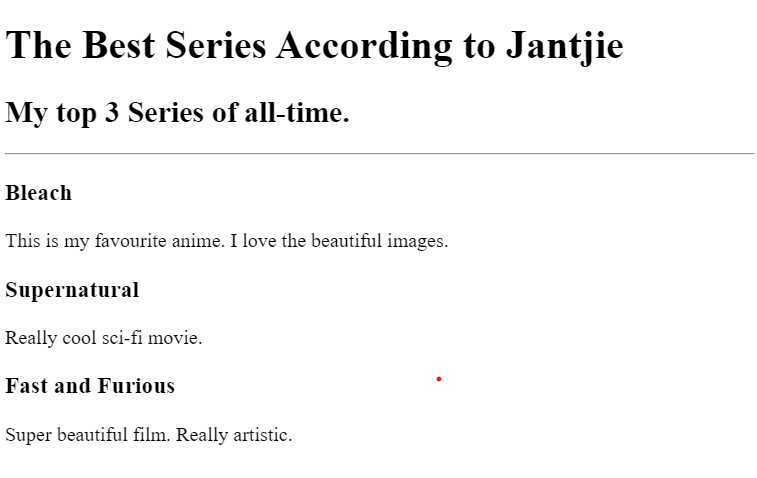 The Best Series According to Jantjie
My top 3 Series of all-time.
Bleach
This is my favourite anime. I love the beautiful images.
Supernatural
Really cool sci-fi movie.
Fast and Furious
Super beautiful film. Really artistic.